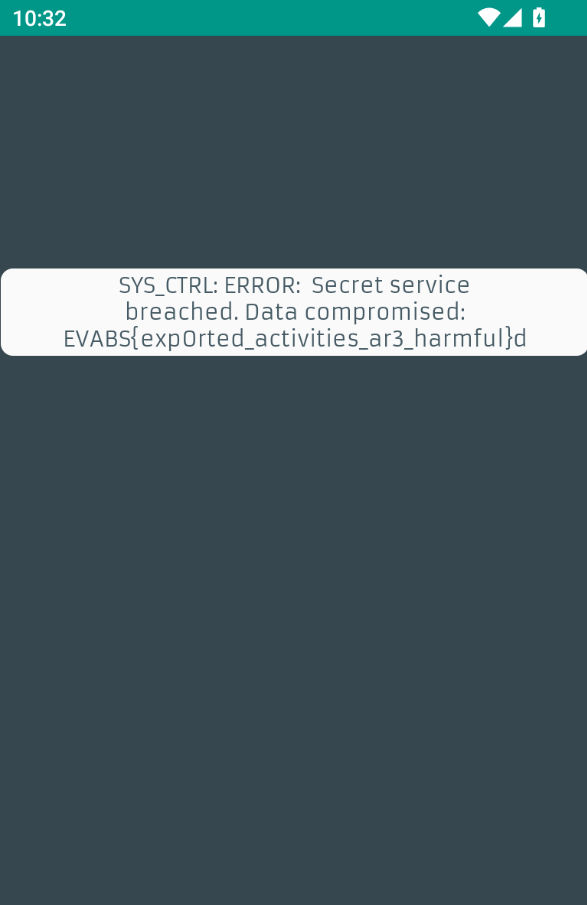 10:32
SYS_CTRL: ERROR:  Secret service
breached. Data compromised:
EVABS{exp0rted_activities_ar3_harmful}d